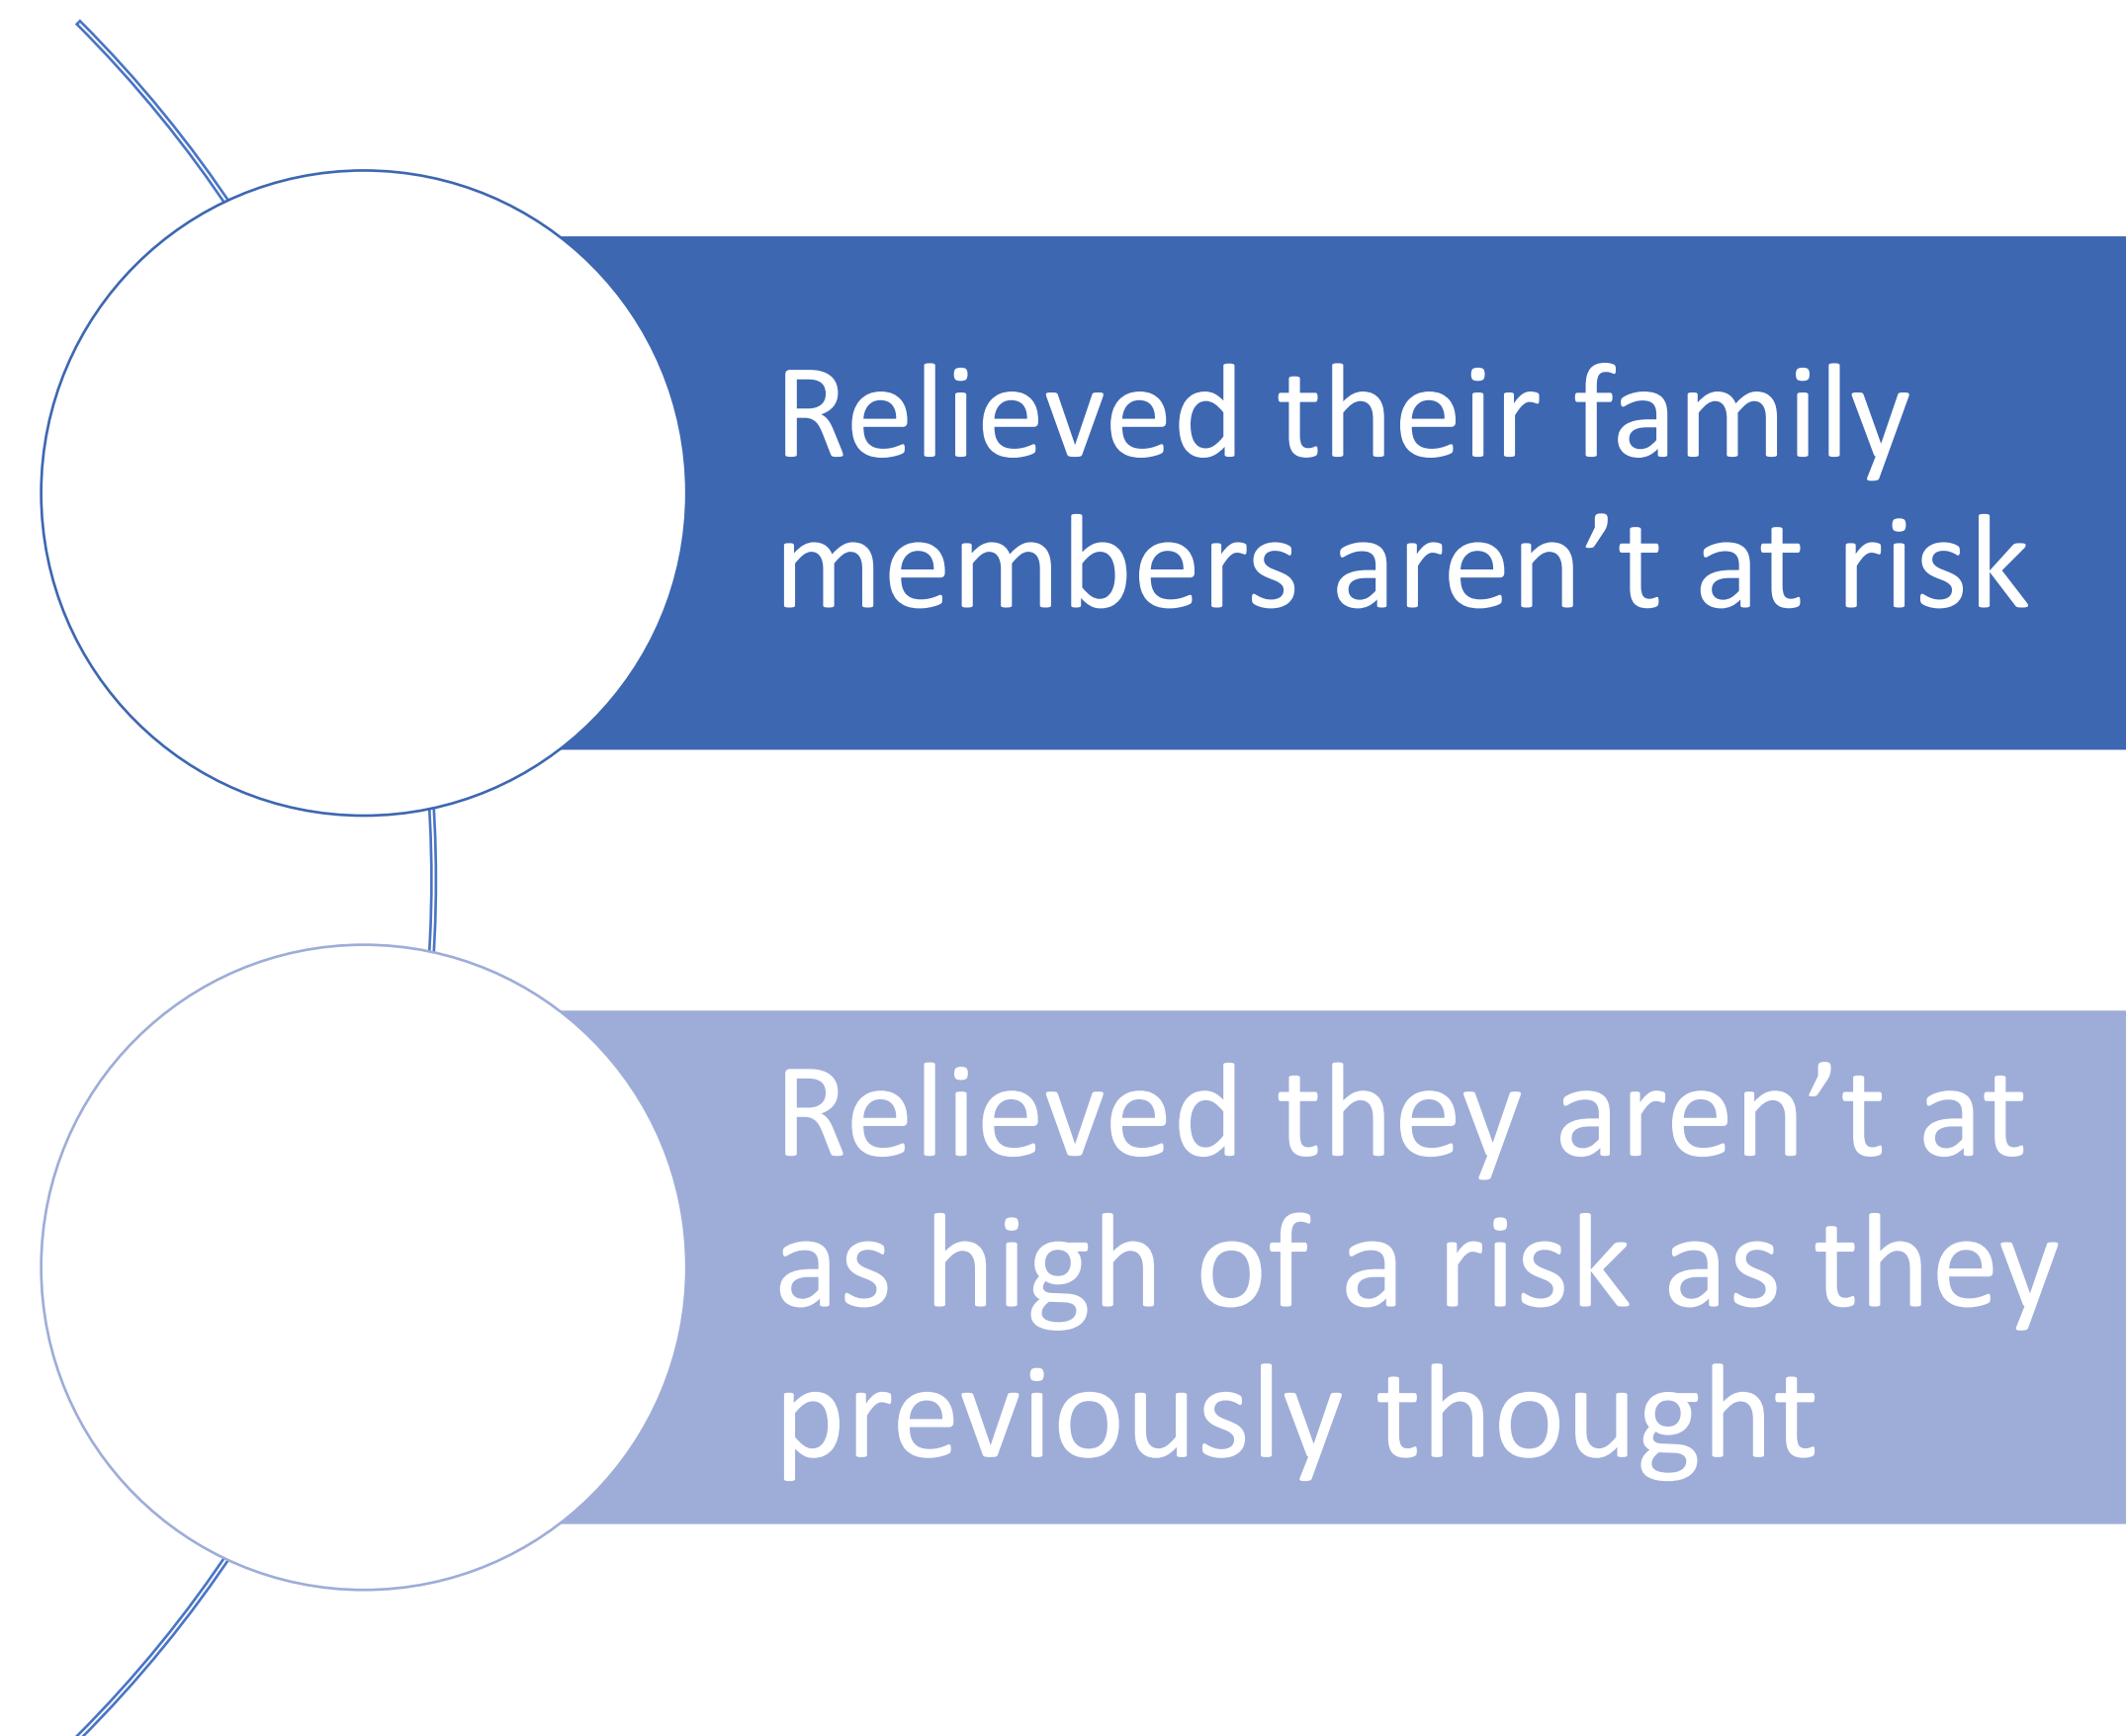 Relieved their family
members aren’t at risk
Relieved they aren’t at
as high of a risk as they
previously thought